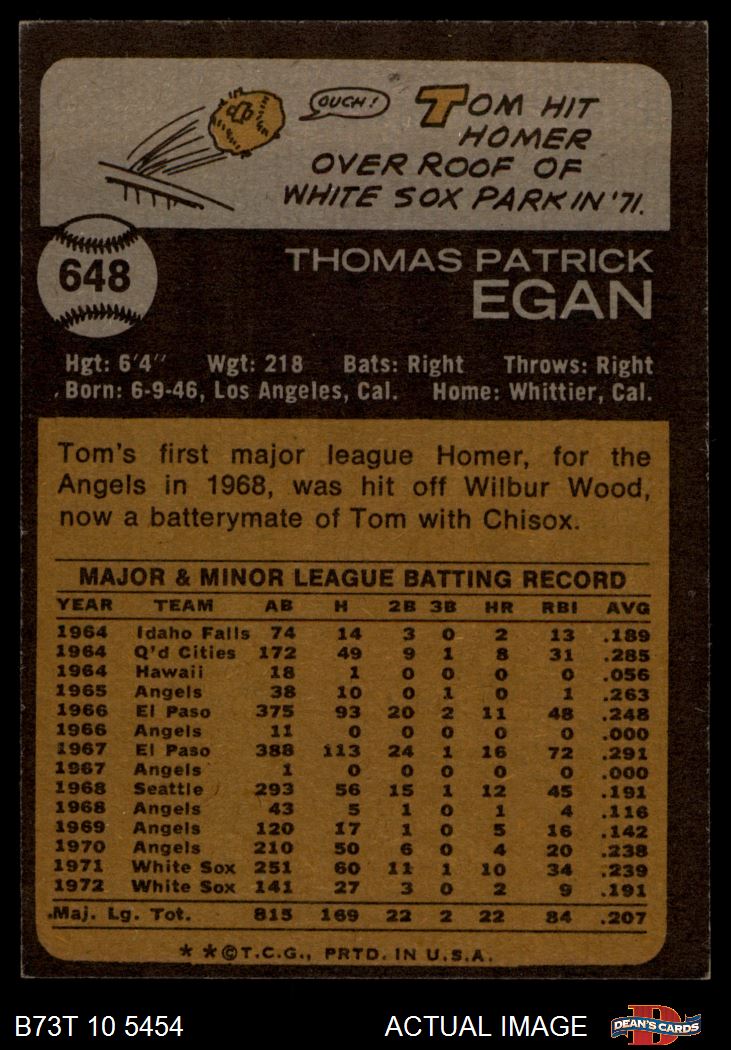 OUCH!
TOM HIT
HOMER
OVER ROOF OF
WHITE SOX PARK IN '71.
648
THOMAS PATRICK
EGAN
Hgt: 6'4" Wgt: 218 Bats: Right Throws: Right
Born: 6-9-46, Los Angeles, Cal. Home: Whittier, Cal.
Tom's first major league Homer, for the
Angels in 1968, was hit off Wilbur Wood,
now a batterymate of Tom with Chisox.
MAJOR & MINOR LEAGUE BATTING RECORD
YEAR TEAM AB H 2B 3B HR RBI AVG
1964 Idaho Falls 74 14 3 0 2 13 .189
1964 Q'd Cities 172 49 9 1 8 31 .285
1964 Hawaii 18 1 0 0 0 0 .056
1965 Angels 38 10 0 1 0 1 .263
1966 El Paso 375 93 20 2 11 48 .248
1966 Angels 11 0 0 0 0 0 .000
1967 El Paso 388 113 24 1 16 72 .291
1967 Angels 1 0 0 0 0 0 .000
1968 Seattle 293 56 15 1 12 45 .191
1968 Angels 43 5 1 0 1 4 .116
1969 Angels 120 17 1 0 5 16 .142
1970 Angels 210 50 6 0 4 20 .238
1971 White Sox 251 60 11 1 10 34 .239
1972 White Sox 141 27 3 0 2 9 .191
Maj. Lg. Tot. 815 169 22 2 22 84 .207
* *©T.C.G., PRTD. IN U.S.A.
B73T 10 5454 ACTUAL IMAGE
D
DEAN'S CARDS